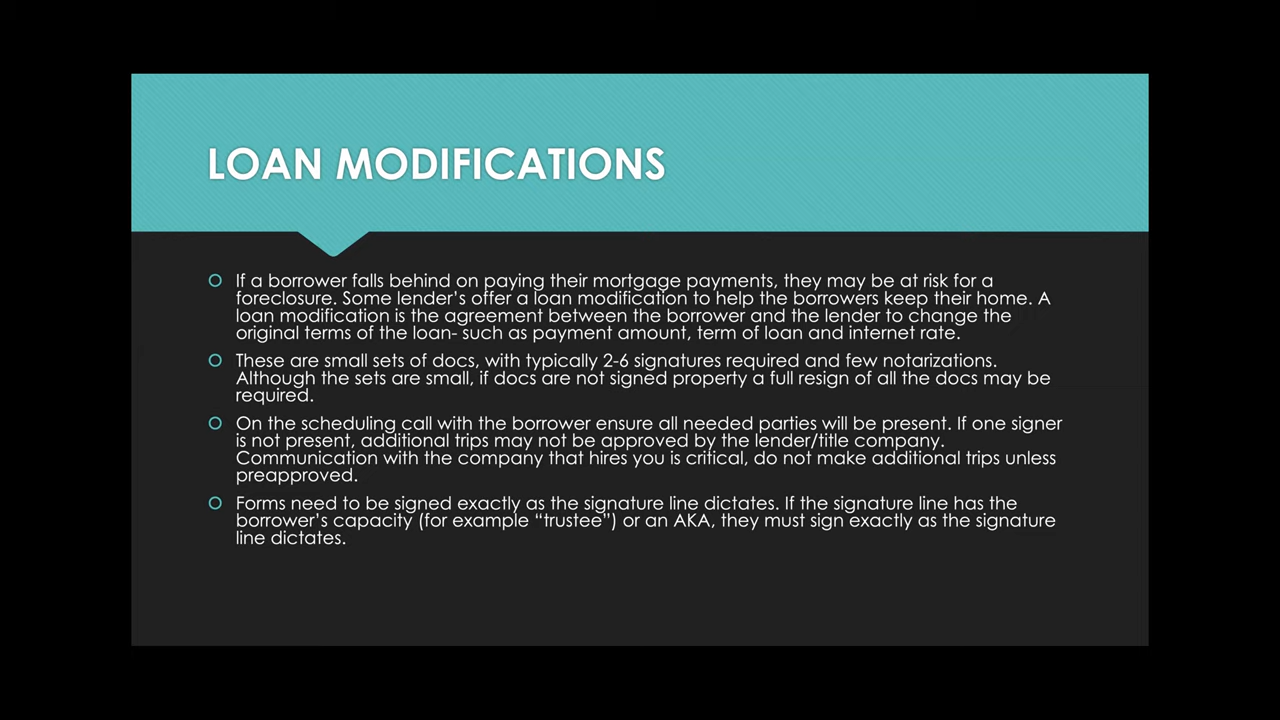 LOAN MODIFICATIONS
If a borrower falls behind on paying their mortgage payments, they may be at risk for a
foreclosure. Some lender's offer a loan modification to help the borrowers keep their home. A
loan modification is the agreement between the borrower and the lender to change the
original terms of the loan- such as payment amount, term of loan and internet rate.
These are small sets of docs, with typically 2-6 signatures required and few notarizations.
Although the sets are small, if docs are not signed property a full resign of all the docs may be
required.
On the scheduling call with the borrower ensure all needed parties will be present. If one signer
is not present, additional trips may not be approved by the lender/title company.
Communication with the company that hires you is critical, do not make additional trips unless
preapproved.
Forms need to be signed exactly as the signature line dictates. If the signature line has the
borrower's capacity (for example “trustee”) or an AKA, they must sign exactly as the signature
line dictates.